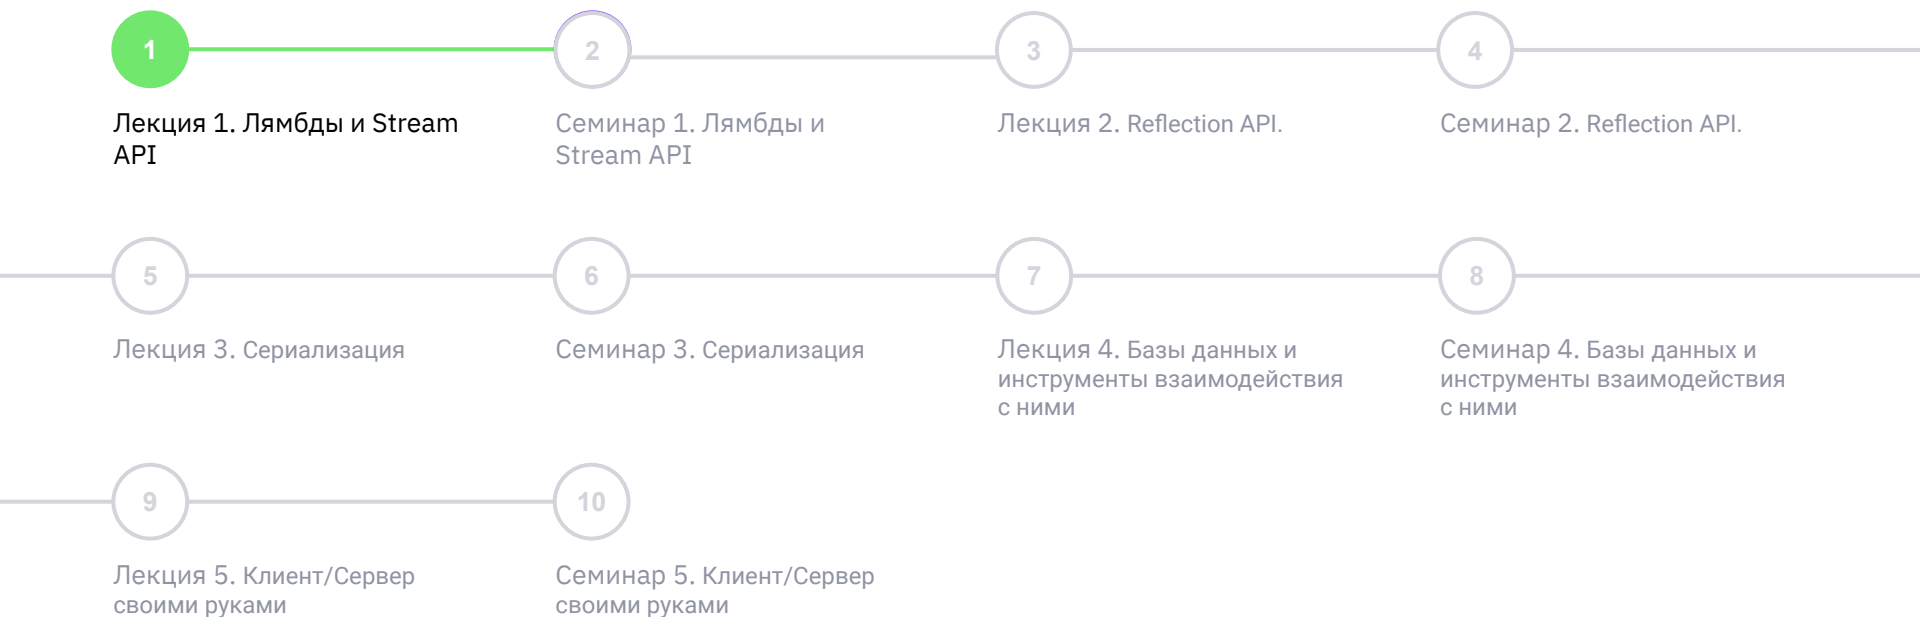 1
2
3
4
Лекция 1. Лямбды и Stream
API
Семинар 1. Лямбды и
Stream API
Лекция 2. Reflection API.
Семинар 2. Reflection API.
5
6
7
8
Лекция 3. Сериализация
Семинар 3. Сериализация
Лекция 4. Базы данных и
инструменты взаимодействия
с ними
Семинар 4. Базы данных и
инструменты взаимодействия
с ними
9
10
Лекция 5. Клиент/Сервер
своими руками
Семинар 5. Клиент/Сервер
своими руками